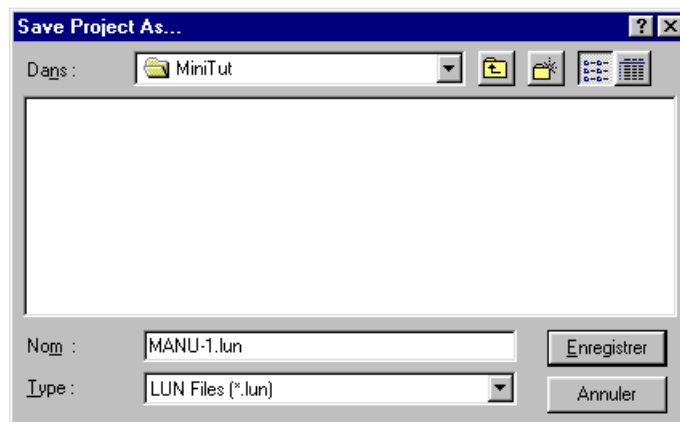 Save Project As...
Dans : MiniTut
Nom : MANU-1.lun Enregistrer
Type : LUN Files (*.lun) Annuler